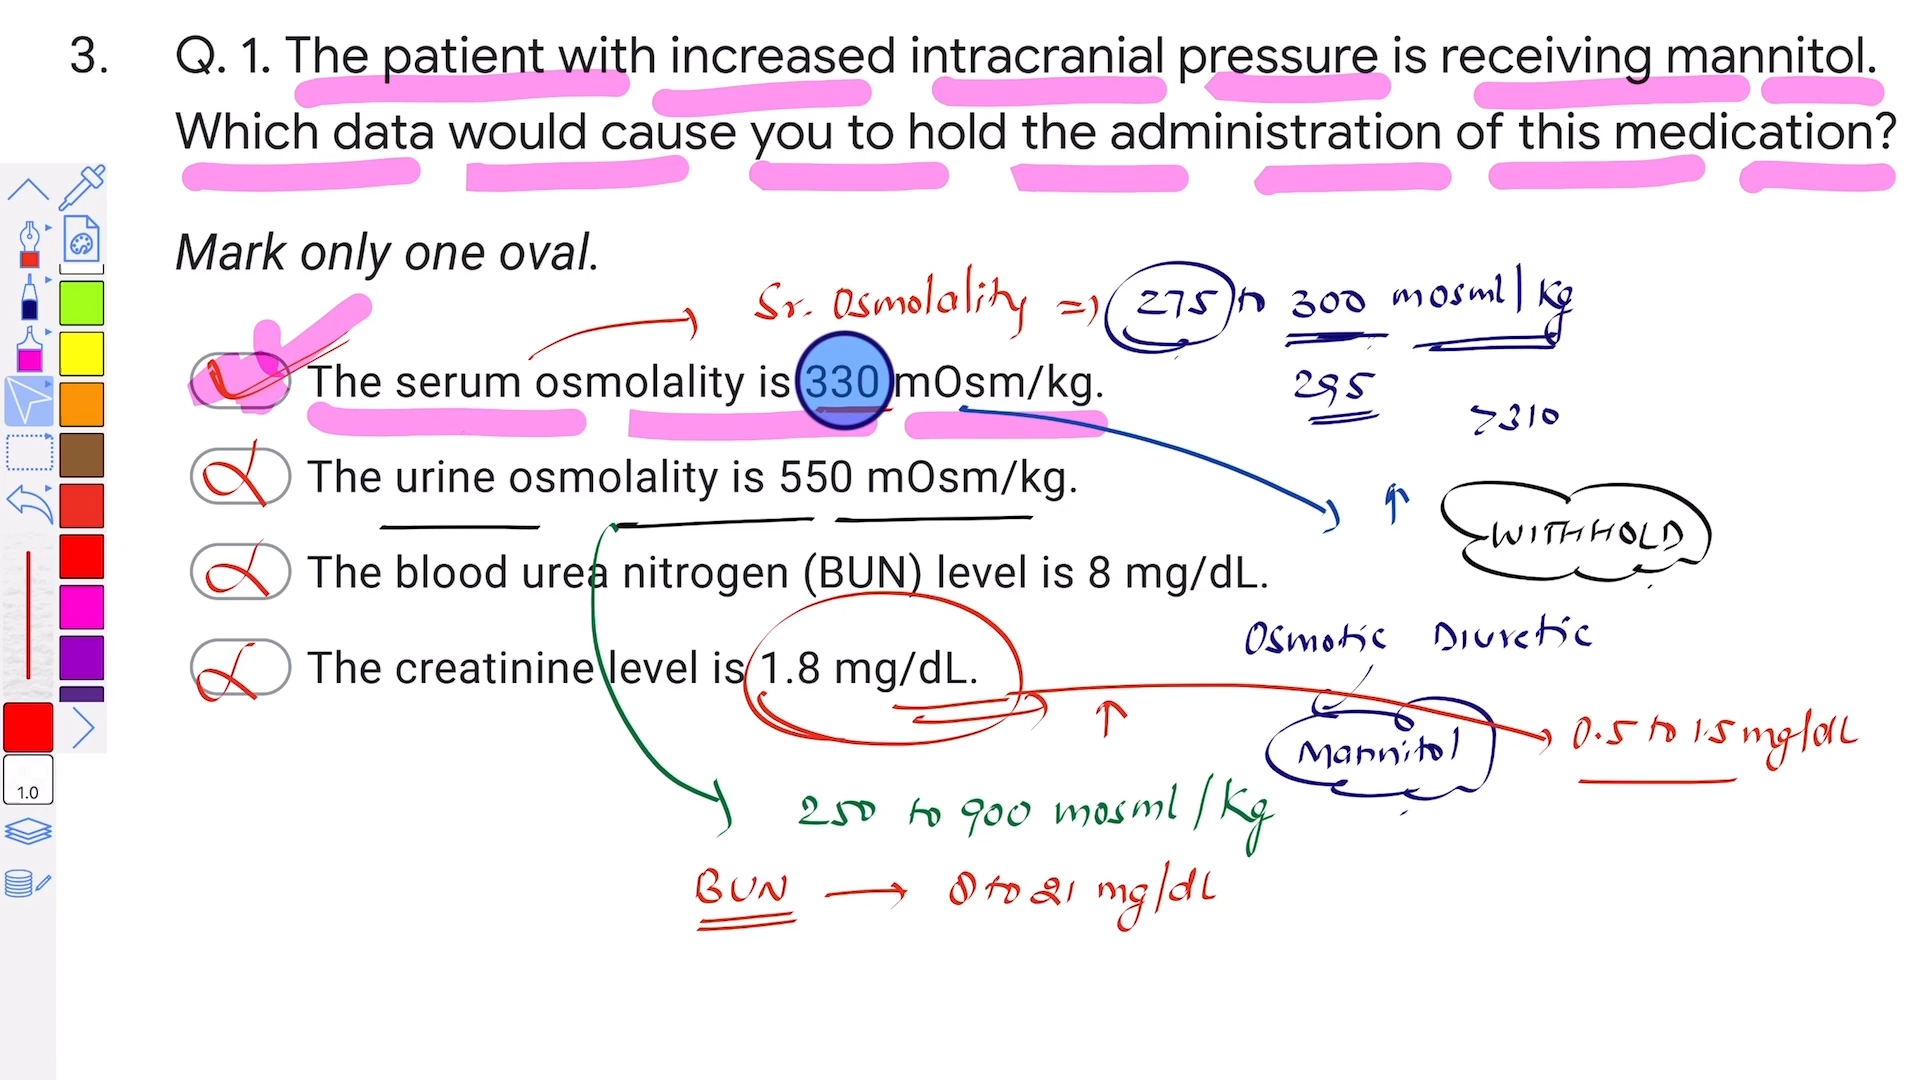 3. Q. 1. The patient with increased intracranial pressure is receiving mannitol.
Which data would cause you to hold the administration of this medication?
Mark only one oval.
Sr. Osmolality => 275 to 300 mosml/kg
The serum osmolality is 330 mOsm/kg.
295
>310
The urine osmolality is 550 mOsm/kg.
↑ WITHHOLD
The blood urea nitrogen (BUN) level is 8 mg/dL.
Osmotic Diuretic
The creatinine level is 1.8 mg/dL.
↑
Mannitol
0.5 to 1.5 mg/dL
250 to 900 mosml/kg
BUN → 8 to 21 mg/dL
1.0